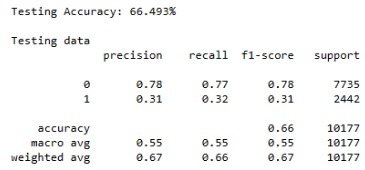 Testing Accuracy: 66.493%
Testing data
precision recall f1-score support
0 0.78 0.77 0.78 7735
1 0.31 0.32 0.31 2442
accuracy 0.66 10177
macro avg 0.55 0.55 0.55 10177
weighted avg 0.67 0.66 0.67 10177